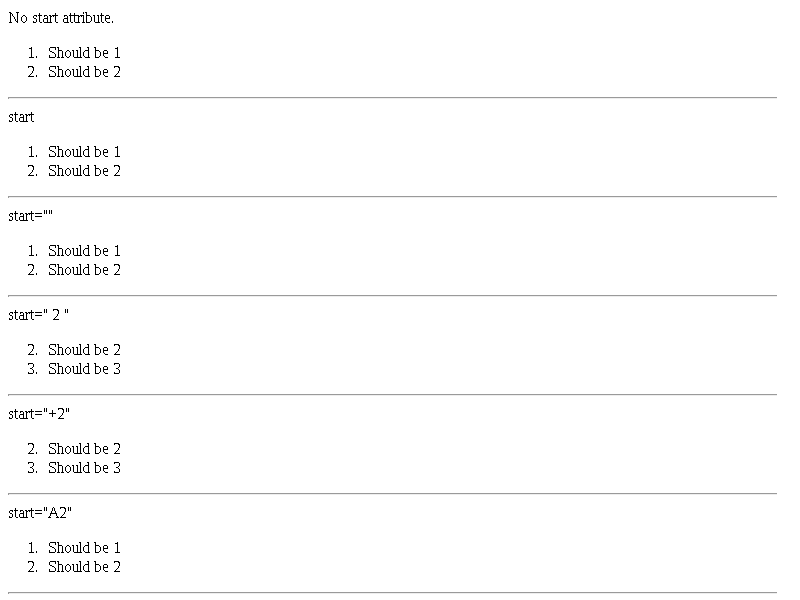 No start attribute.
1. Should be 1
2. Should be 2
start
1. Should be 1
2. Should be 2
start=""
1. Should be 1
2. Should be 2
start=" 2 "
2. Should be 2
3. Should be 3
start="+2"
2. Should be 2
3. Should be 3
start="A2"
1. Should be 1
2. Should be 2